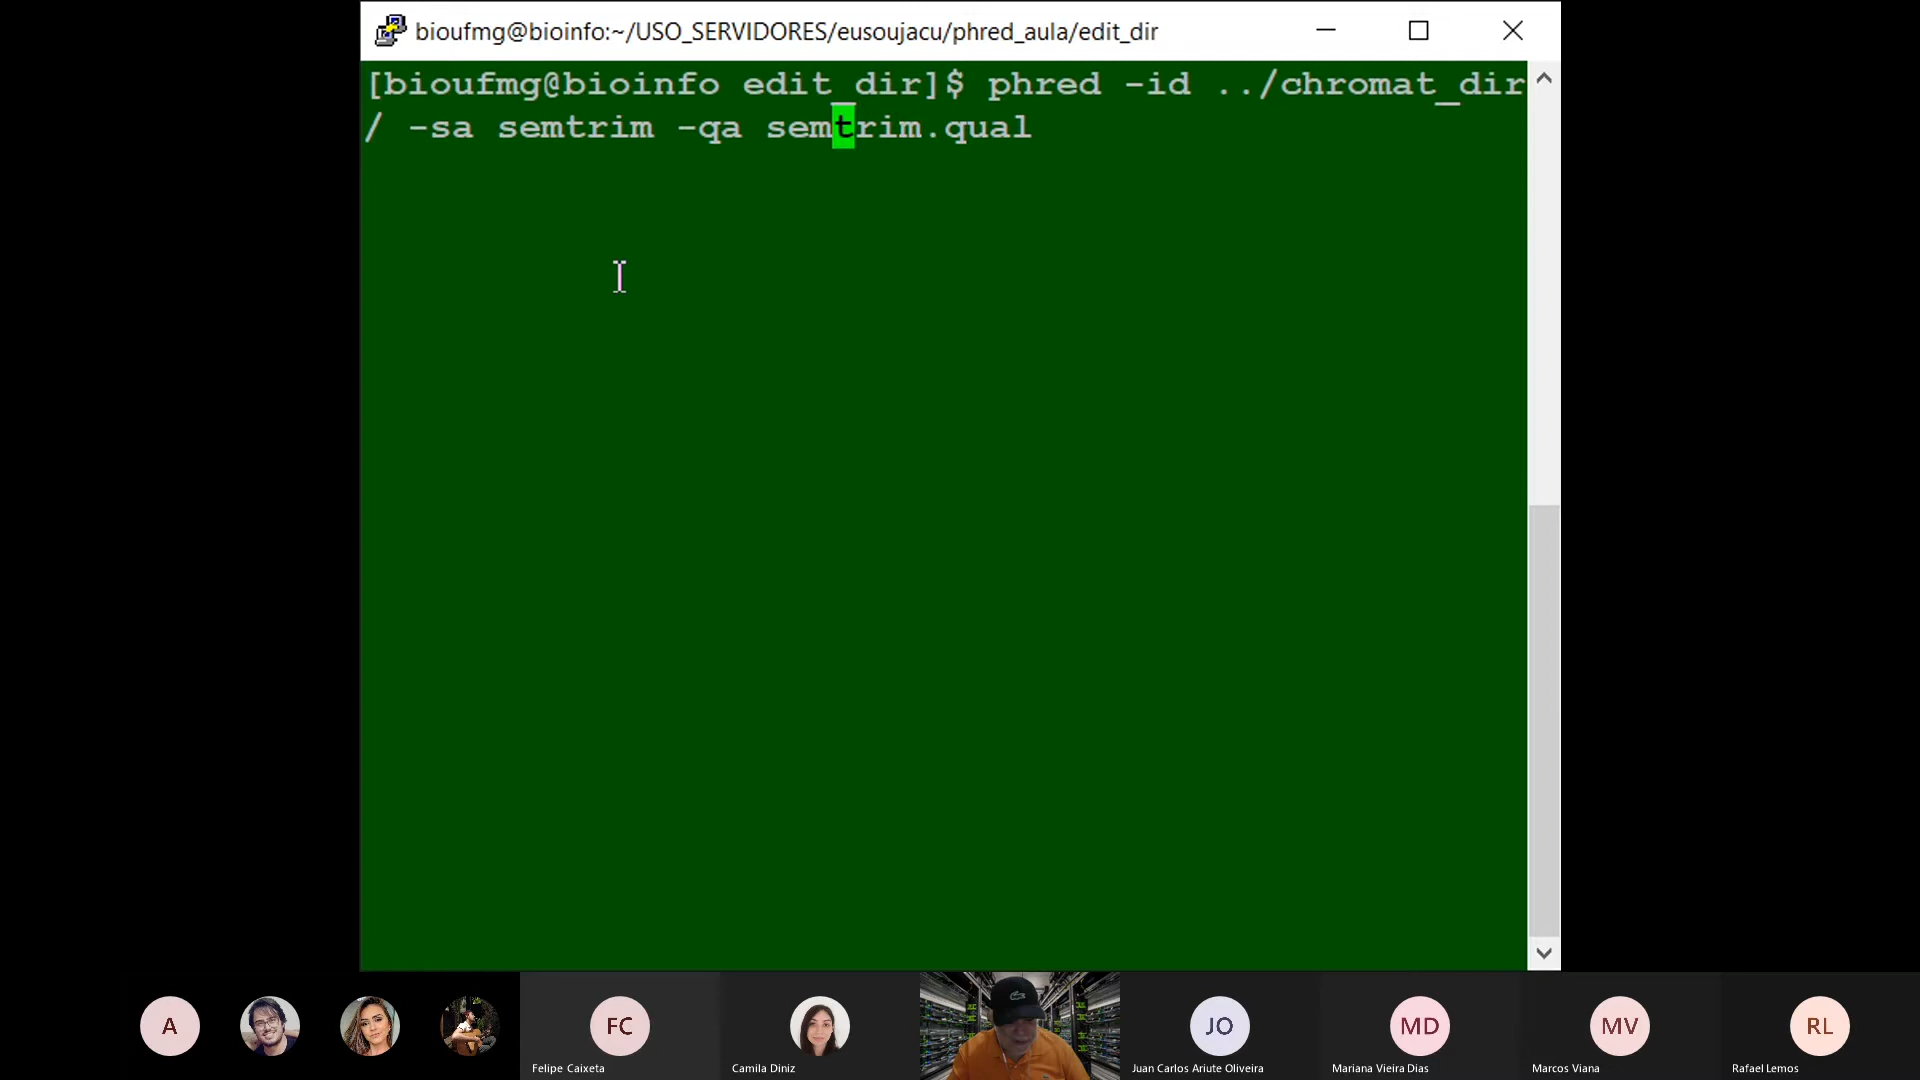 bioufmg@bioinfo:~/USO_SERVIDORES/eusoujacu/phred_aula/edit_dir
[bioufmg@bioinfo edit_dir]$ phred -id ../chromat_dir
/ -sa semtrim -qa semtrim.qual
A
FC
JO
MD
MV
RL
Felipe Caixeta
Camila Diniz
Juan Carlos Ariute Oliveira
Mariana Vieira Dias
Marcos Viana
Rafael Lemos